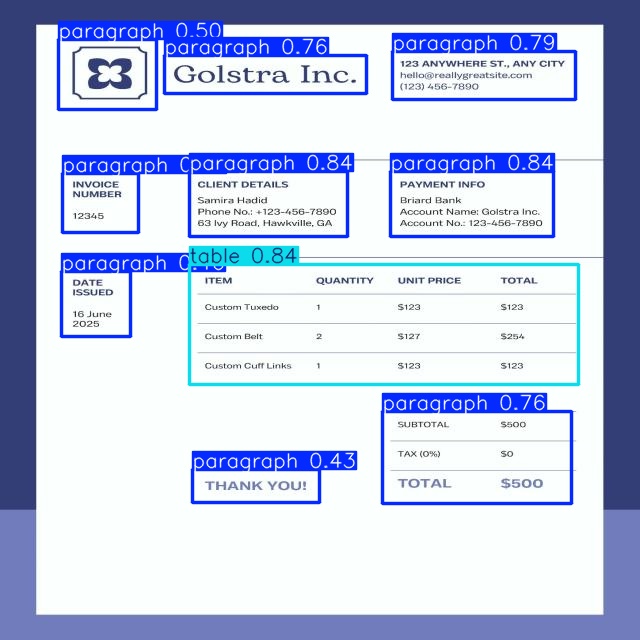 paragraph 0.50
paragraph 0.76
Golstra Inc.
paragraph 0.79
123 ANYWHERE ST., ANY CITY
hello@reallygreatsite.com
(123) 456-7890
paragraph
INVOICE
NUMBER
12345
paragraph 0.84
CLIENT DETAILS
Samira Hadid
Phone No.: +123-456-7890
63 Ivy Road, Hawkville, GA
paragraph 0.84
PAYMENT INFO
Briard Bank
Account Name: Golstra Inc.
Account No.: 123-456-7890
paragraph
DATE
ISSUED
16 June
2025
table 0.84
ITEM QUANTITY UNIT PRICE TOTAL
Custom Tuxedo 1 $123 $123
Custom Belt 2 $127 $254
Custom Cuff Links 1 $123 $123
paragraph 0.76
SUBTOTAL $500
TAX (0%) $0
TOTAL $500
paragraph 0.43
THANK YOU!